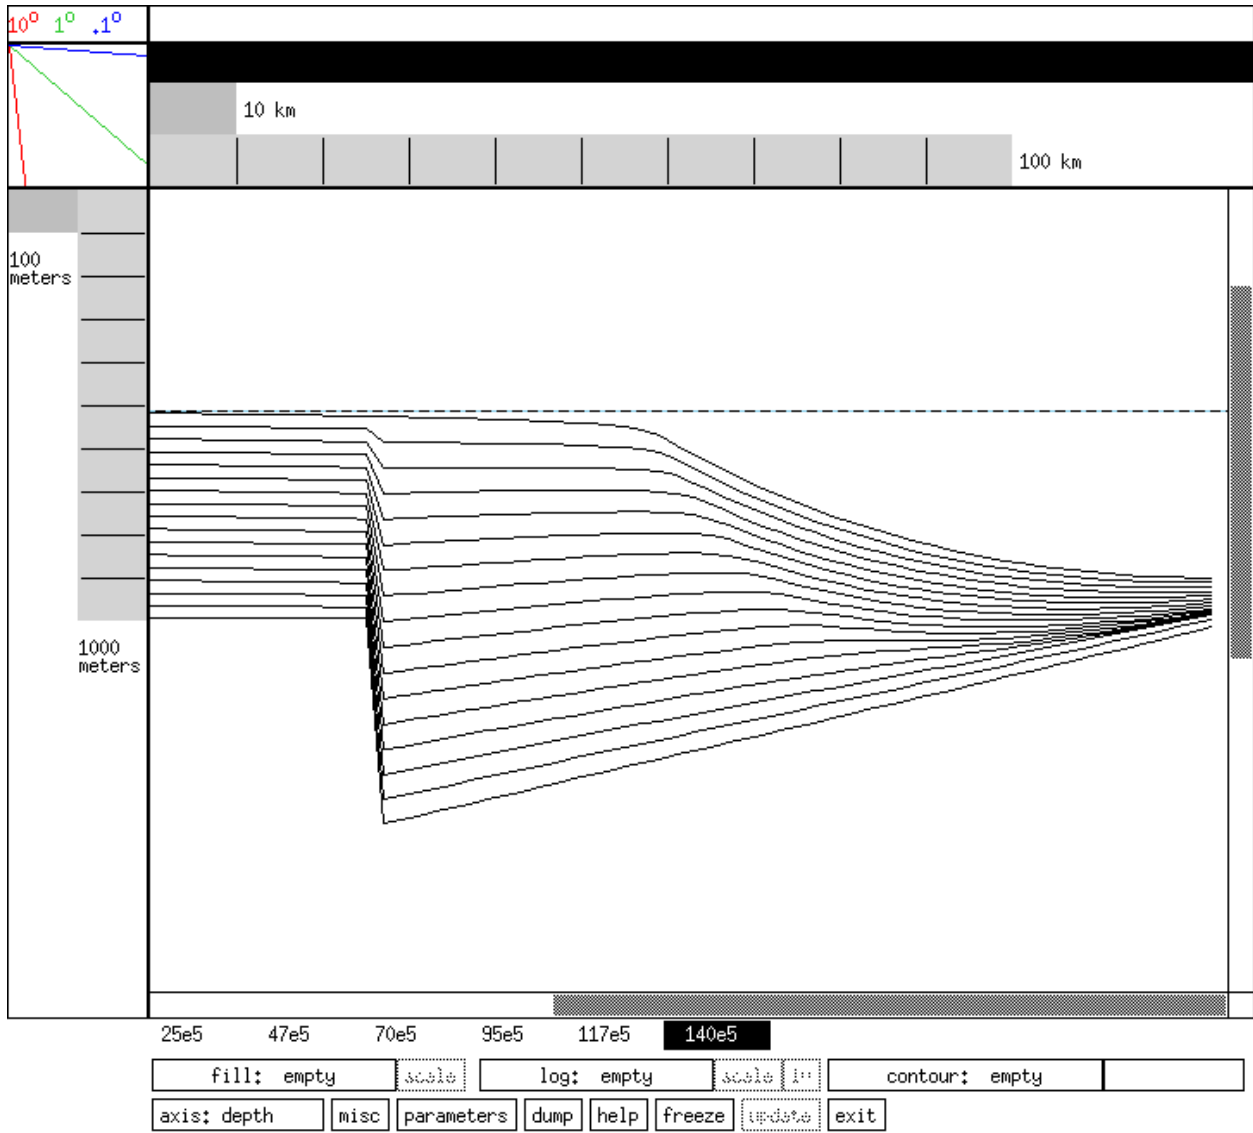 10° 1° .1°
10 km
100 km
100
meters
1000
meters
25e5 47e5 70e5 95e5 117e5 140e5
fill: empty scale log: empty scale contour: empty
axis: depth misc parameters dump help freeze update exit